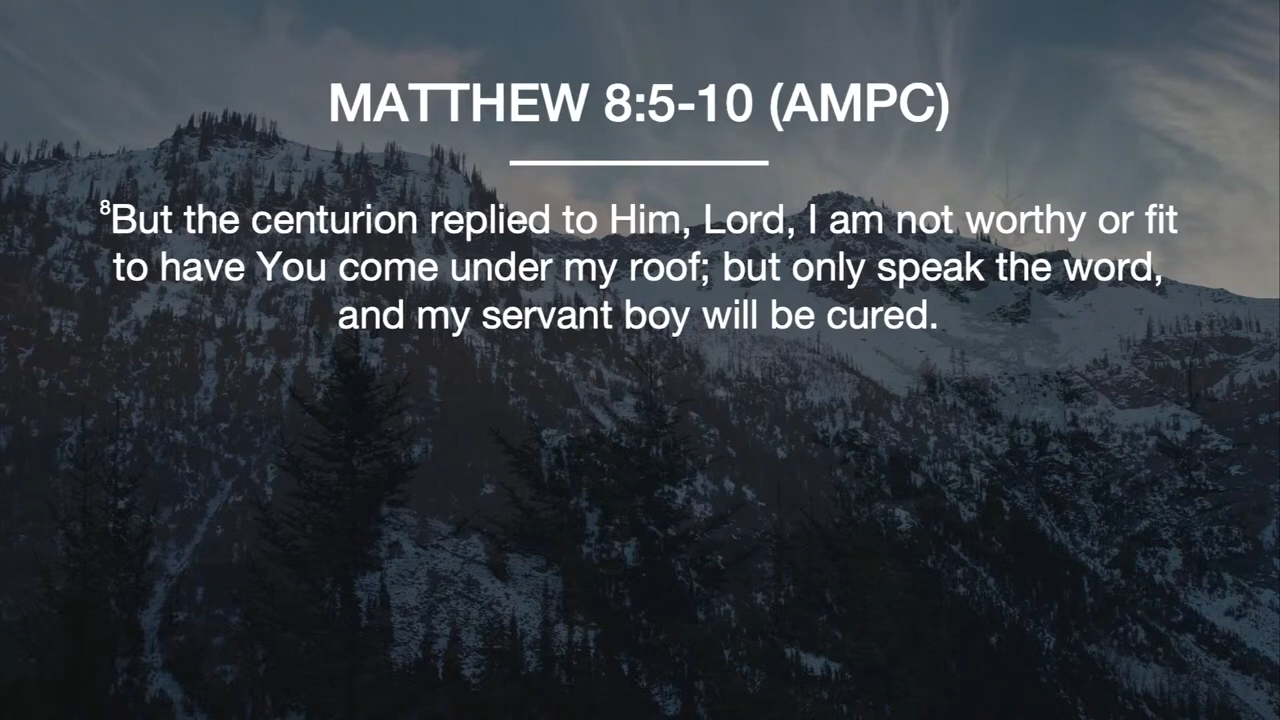 MATTHEW 8:5-10 (AMPC)
⁸But the centurion replied to Him, Lord, I am not worthy or fit
to have You come under my roof; but only speak the word,
and my servant boy will be cured.